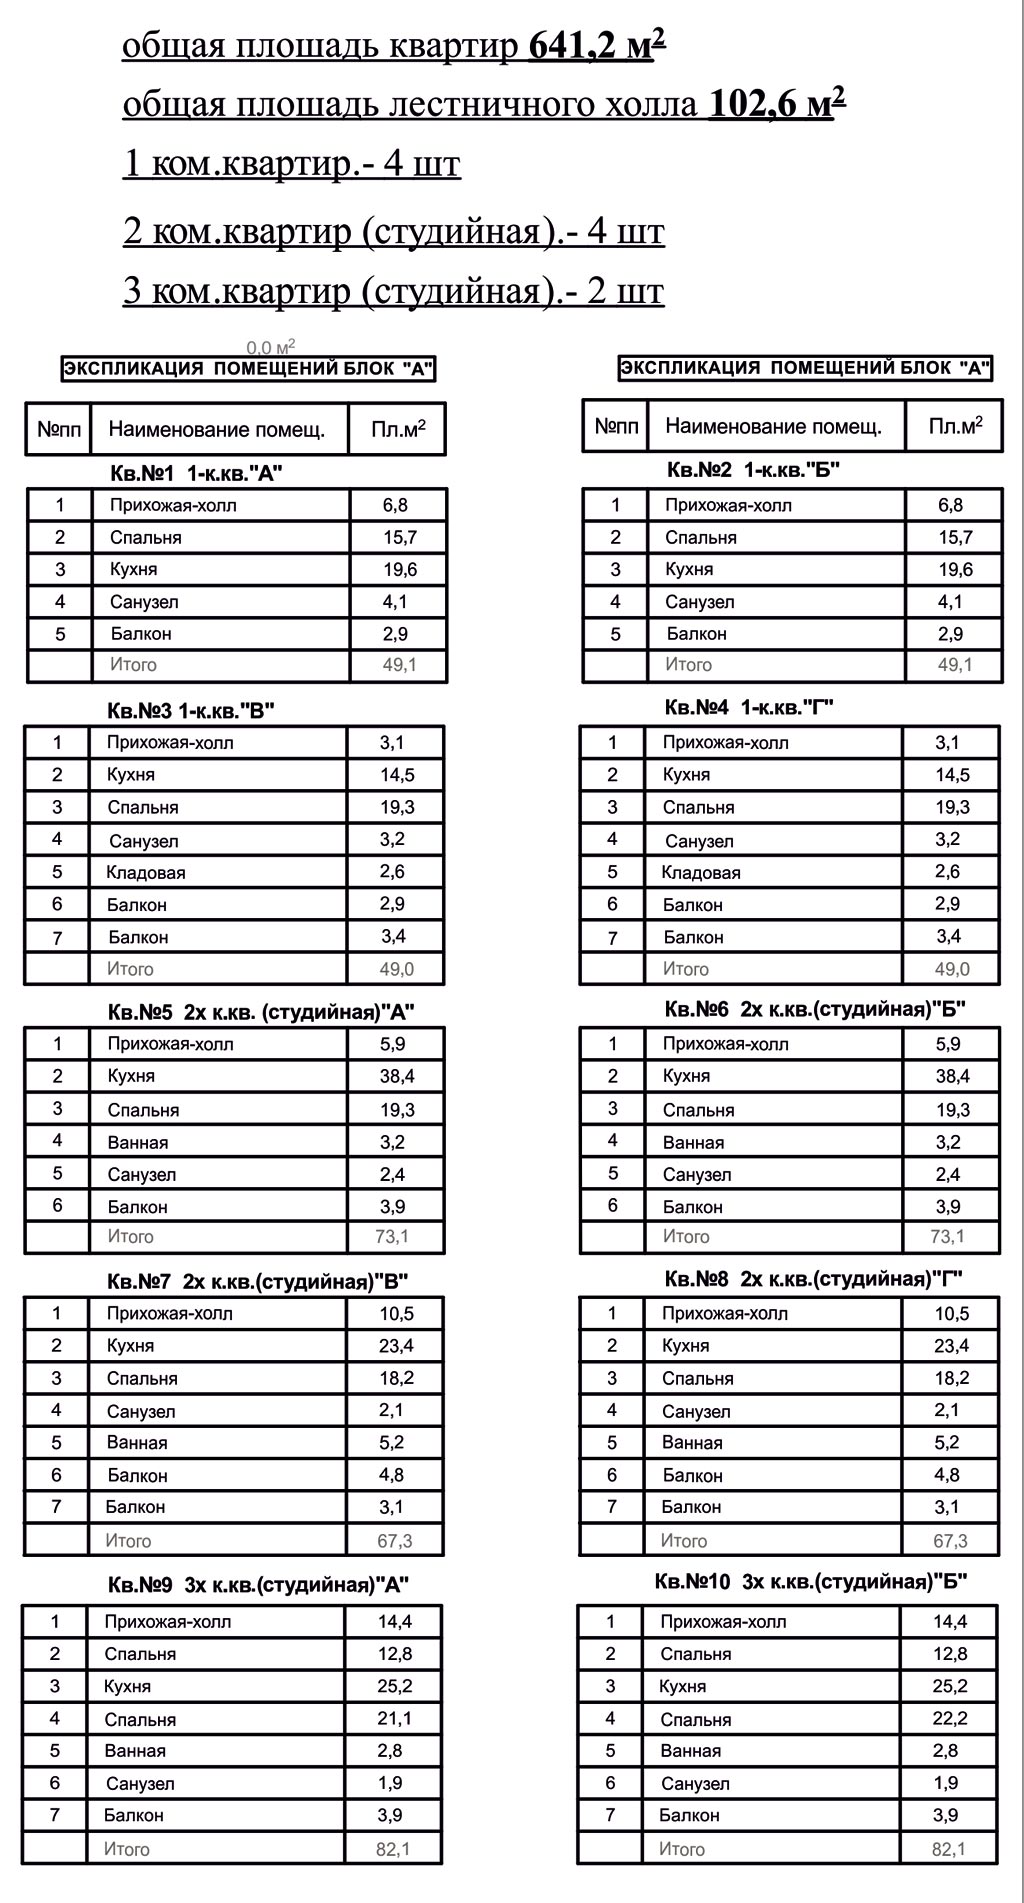 общая плошадь квартир 641,2 м²
общая плошадь лестничного холла 102,6 м²
1 ком.квартир.- 4 шт
2 ком.квартир (студийная).- 4 шт
3 ком.квартир (студийная).- 2 шт
0,0 м²
ЭКСПЛИКАЦИЯ ПОМЕЩЕНИЙ БЛОК "А"
№пп Наименование помещ. Пл.м²
Кв.№1 1-к.кв."А"
1 Прихожая-холл 6,8
2 Спальня 15,7
3 Кухня 19,6
4 Санузел 4,1
5 Балкон 2,9
Итого 49,1
Кв.№3 1-к.кв."В"
1 Прихожая-холл 3,1
2 Кухня 14,5
3 Спальня 19,3
4 Санузел 3,2
5 Кладовая 2,6
6 Балкон 2,9
7 Балкон 3,4
Итого 49,0
Кв.№5 2х к.кв. (студийная)"А"
1 Прихожая-холл 5,9
2 Кухня 38,4
3 Спальня 19,3
4 Ванная 3,2
5 Санузел 2,4
6 Балкон 3,9
Итого 73,1
Кв.№7 2х к.кв.(студийная)"В"
1 Прихожая-холл 10,5
2 Кухня 23,4
3 Спальня 18,2
4 Санузел 2,1
5 Ванная 5,2
6 Балкон 4,8
7 Балкон 3,1
Итого 67,3
Кв.№9 3х к.кв.(студийная)"А"
1 Прихожая-холл 14,4
2 Спальня 12,8
3 Кухня 25,2
4 Спальня 21,1
5 Ванная 2,8
6 Санузел 1,9
7 Балкон 3,9
Итого 82,1
ЭКСПЛИКАЦИЯ ПОМЕЩЕНИЙ БЛОК "А"
№пп Наименование помещ. Пл.м²
Кв.№2 1-к.кв."Б"
1 Прихожая-холл 6,8
2 Спальня 15,7
3 Кухня 19,6
4 Санузел 4,1
5 Балкон 2,9
Итого 49,1
Кв.№4 1-к.кв."Г"
1 Прихожая-холл 3,1
2 Кухня 14,5
3 Спальня 19,3
4 Санузел 3,2
5 Кладовая 2,6
6 Балкон 2,9
7 Балкон 3,4
Итого 49,0
Кв.№6 2х к.кв.(студийная)"Б"
1 Прихожая-холл 5,9
2 Кухня 38,4
3 Спальня 19,3
4 Ванная 3,2
5 Санузел 2,4
6 Балкон 3,9
Итого 73,1
Кв.№8 2х к.кв.(студийная)"Г"
1 Прихожая-холл 10,5
2 Кухня 23,4
3 Спальня 18,2
4 Санузел 2,1
5 Ванная 5,2
6 Балкон 4,8
7 Балкон 3,1
Итого 67,3
Кв.№10 3х к.кв.(студийная)"Б"
1 Прихожая-холл 14,4
2 Спальня 12,8
3 Кухня 25,2
4 Спальня 22,2
5 Ванная 2,8
6 Санузел 1,9
7 Балкон 3,9
Итого 82,1